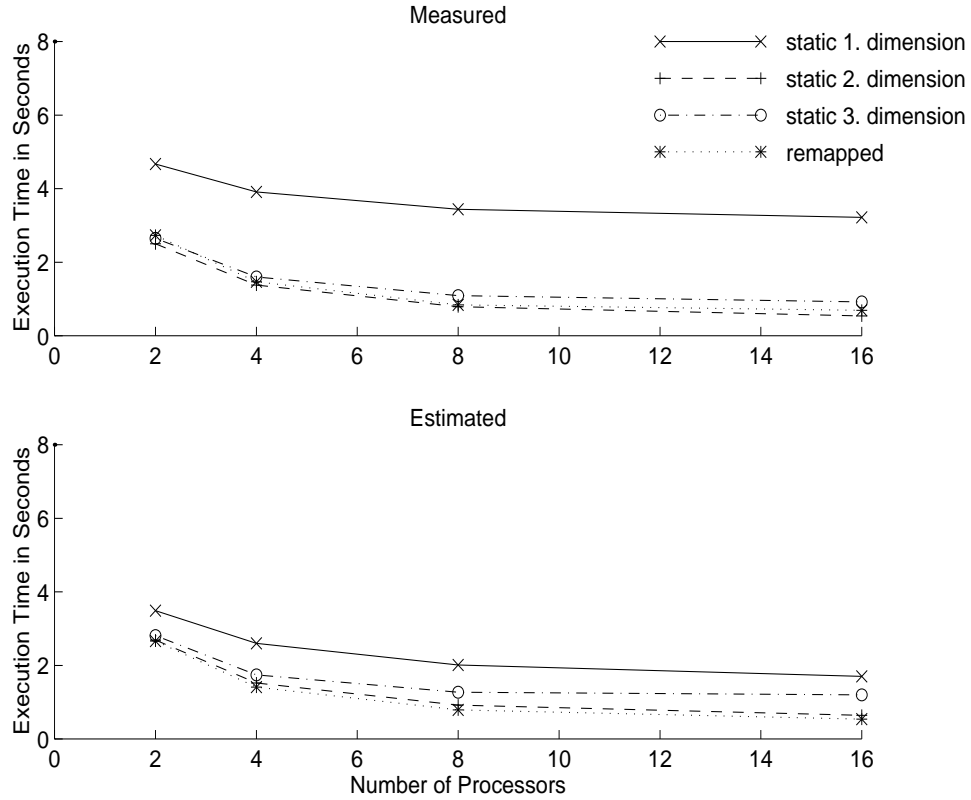 Measured
static 1. dimension
static 2. dimension
static 3. dimension
remapped
Execution Time in Seconds
8
6
4
2
0
0 2 4 6 8 10 12 14 16
Estimated
Execution Time in Seconds
8
6
4
2
0
0 2 4 6 8 10 12 14 16
Number of Processors